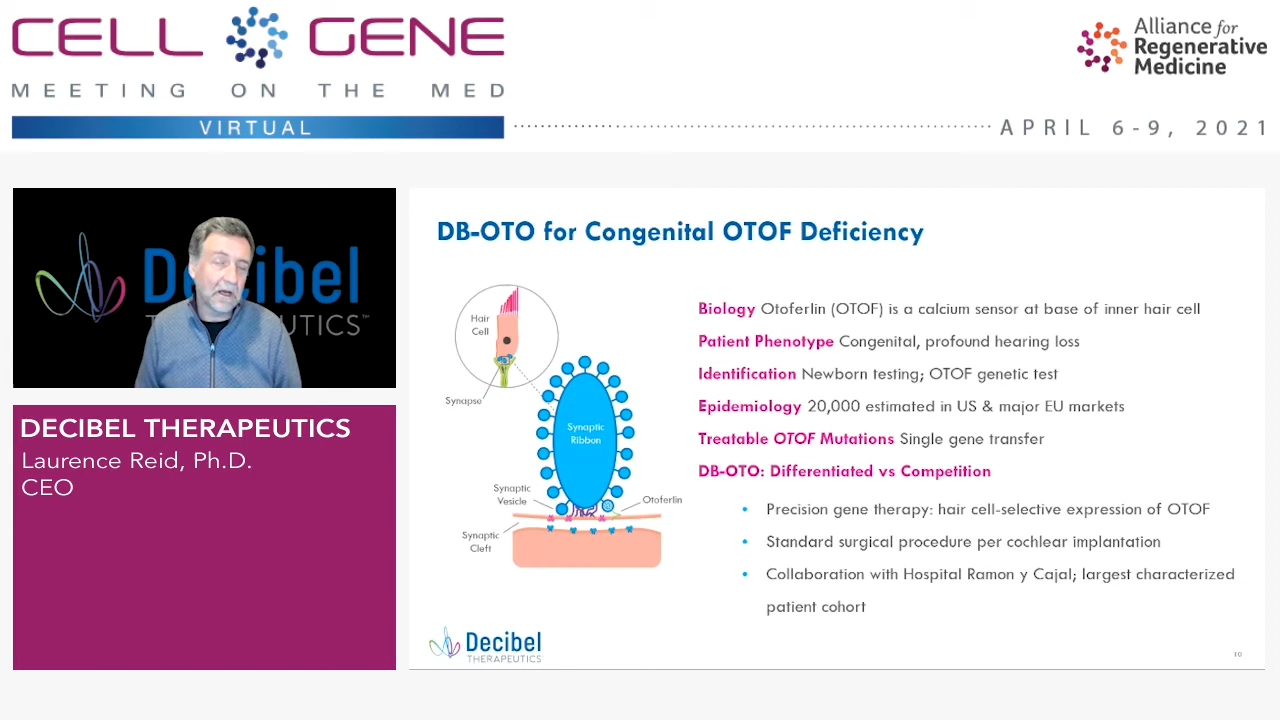 CELL GENE
MEETING ON THE MED
VIRTUAL
APRIL 6-9, 2021
Alliance for
Regenerative
Medicine
Decibel
THERAPEUTICS™
DECIBEL THERAPEUTICS
Laurence Reid, Ph.D.
CEO
DB-OTO for Congenital OTOF Deficiency
Hair
Cell
Synapse
Synaptic
Ribbon
Synaptic
Vesicle
Otoferlin
Synaptic
Cleft
Biology Otoferlin (OTOF) is a calcium sensor at base of inner hair cell
Patient Phenotype Congenital, profound hearing loss
Identification Newborn testing; OTOF genetic test
Epidemiology 20,000 estimated in US & major EU markets
Treatable OTOF Mutations Single gene transfer
DB-OTO: Differentiated vs Competition
• Precision gene therapy: hair cell-selective expression of OTOF
• Standard surgical procedure per cochlear implantation
• Collaboration with Hospital Ramon y Cajal; largest characterized
patient cohort
Decibel
THERAPEUTICS
10